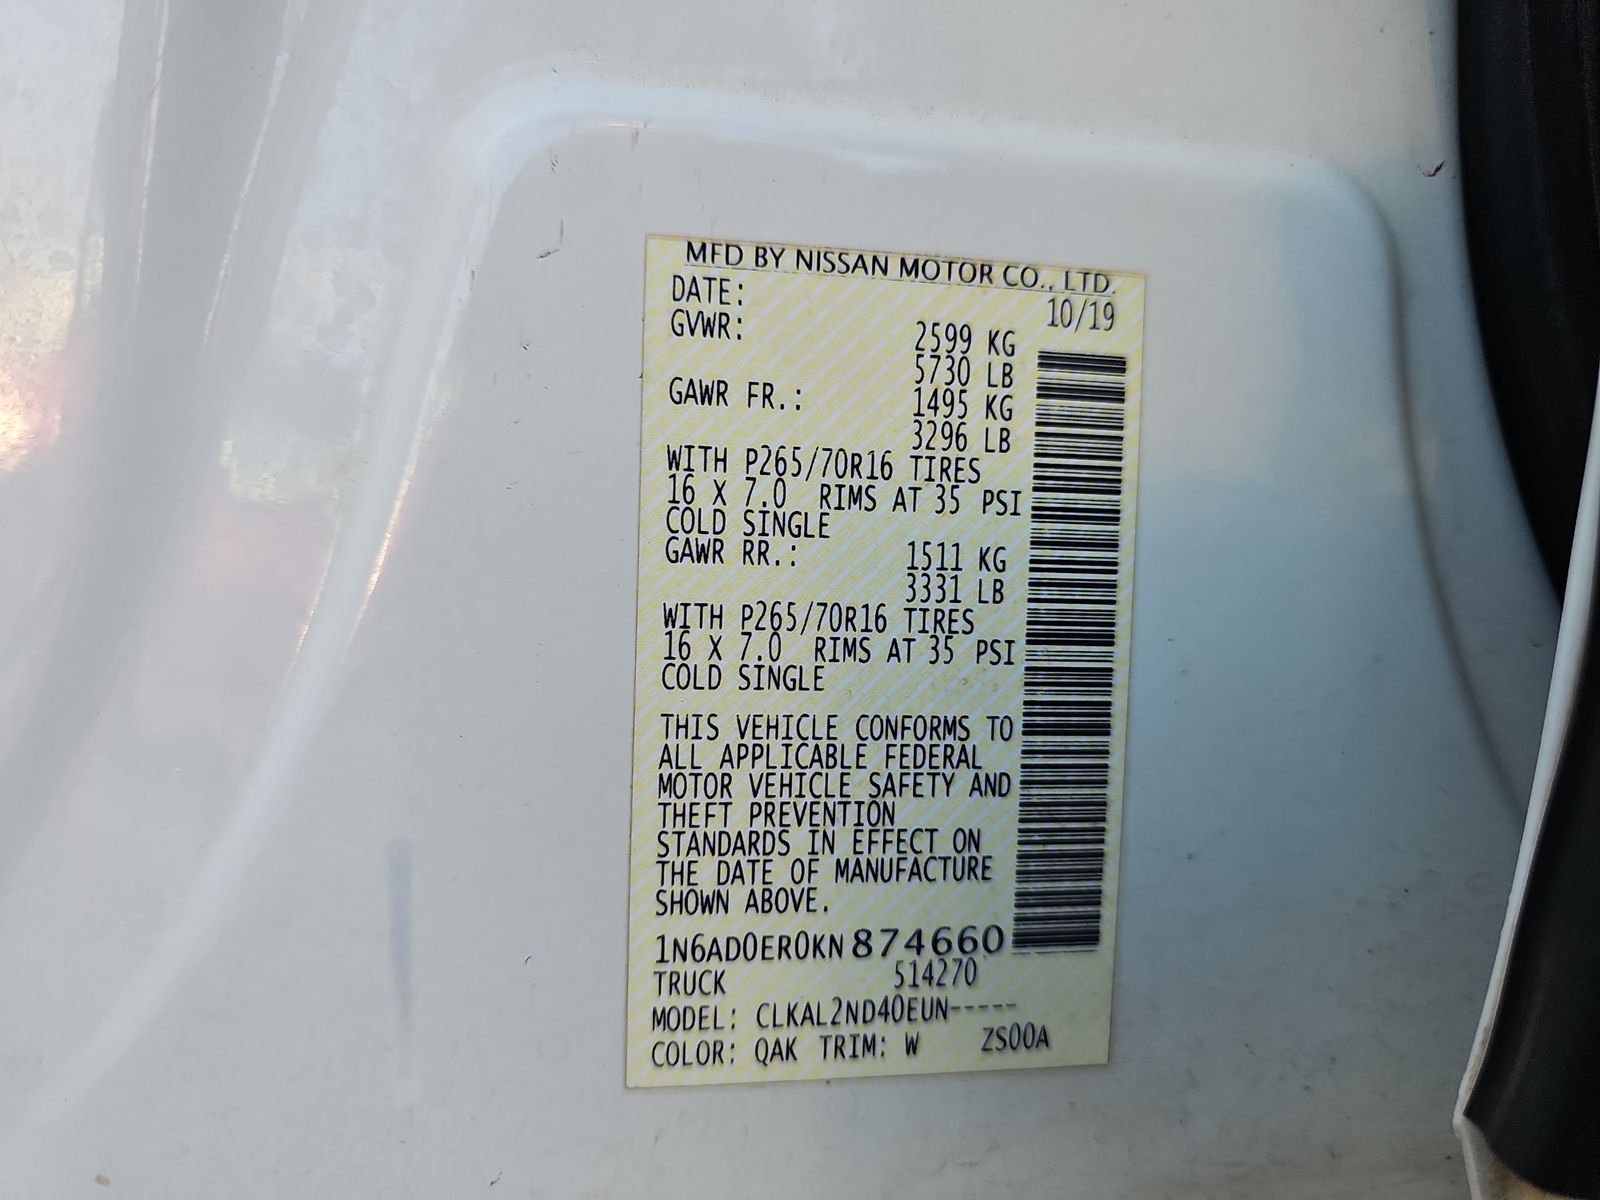 MFD BY NISSAN MOTOR CO., LTD.
DATE: 10/19
GVWR: 2599 KG
5730 LB
GAWR FR.: 1495 KG
3296 LB
WITH P265/70R16 TIRES
16 X 7.0 RIMS AT 35 PSI
COLD SINGLE
GAWR RR.: 1511 KG
3331 LB
WITH P265/70R16 TIRES
16 X 7.0 RIMS AT 35 PSI
COLD SINGLE
THIS VEHICLE CONFORMS TO
ALL APPLICABLE FEDERAL
MOTOR VEHICLE SAFETY AND
THEFT PREVENTION
STANDARDS IN EFFECT ON
THE DATE OF MANUFACTURE
SHOWN ABOVE.
1N6AD0ER0KN874660
TRUCK 514270
MODEL: CLKAL2ND40EUN-----
COLOR: QAK TRIM: W ZS00A